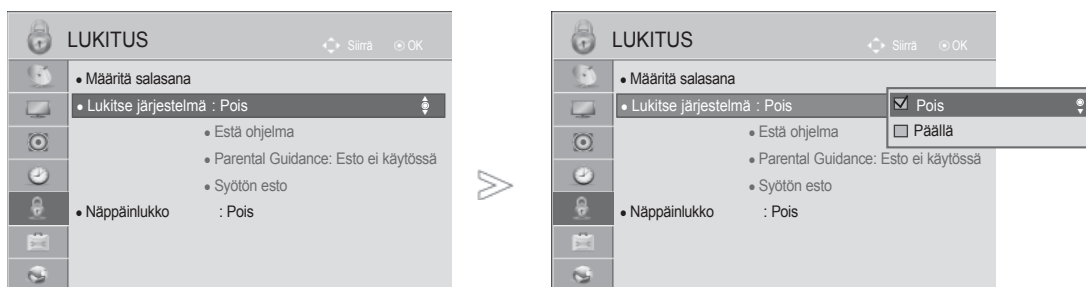 LUKITUS
Siirrä OK
• Määritä salasana
• Lukitse järjestelmä : Pois
• Estä ohjelma
• Parental Guidance: Esto ei käytössä
• Syötön esto
• Näppäinlukko : Pois
LUKITUS
Siirrä OK
• Määritä salasana
• Lukitse järjestelmä : Pois
Pois
Päällä
• Estä ohjelma
• Parental Guidance: Esto ei käytössä
• Syötön esto
• Näppäinlukko : Pois